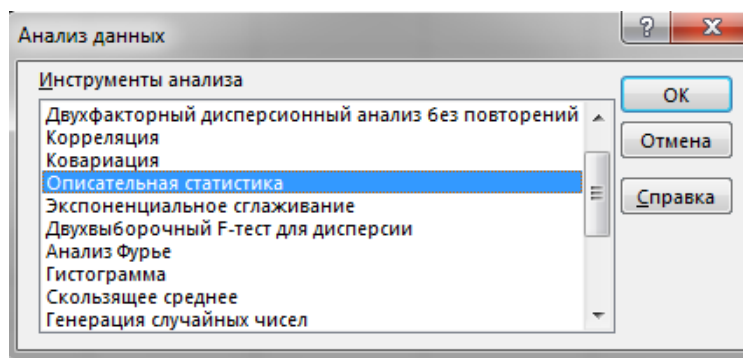 Анализ данных
?
X
Инструменты анализа
Двухфакторный дисперсионный анализ без повторений
Корреляция
Ковариация
Описательная статистика
Экспоненциальное сглаживание
Двухвыборочный F-тест для дисперсии
Анализ Фурье
Гистограмма
Скользящее среднее
Генерация случайных чисел
ОК
Отмена
Справка